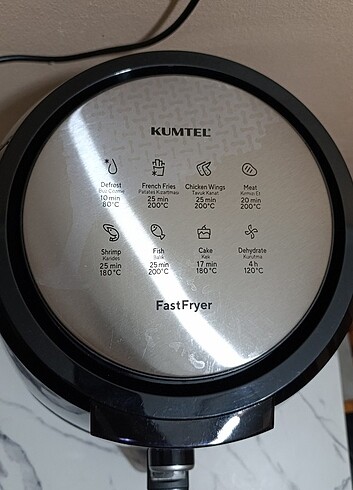 KUMTEL
Defrost French Fries Chicken Wings Meat
Buz Çözme Patates Kızartması Tavuk Kanat Kırmızı Et
10 min 25 min 25 min 20 min
80°C 200°C 200°C 200°C
Shrimp Fish Cake Dehydrate
Karides Balık Kek Kurutma
25 min 25 min 17 min 4 h
180°C 200°C 180°C 120°C
FastFryer